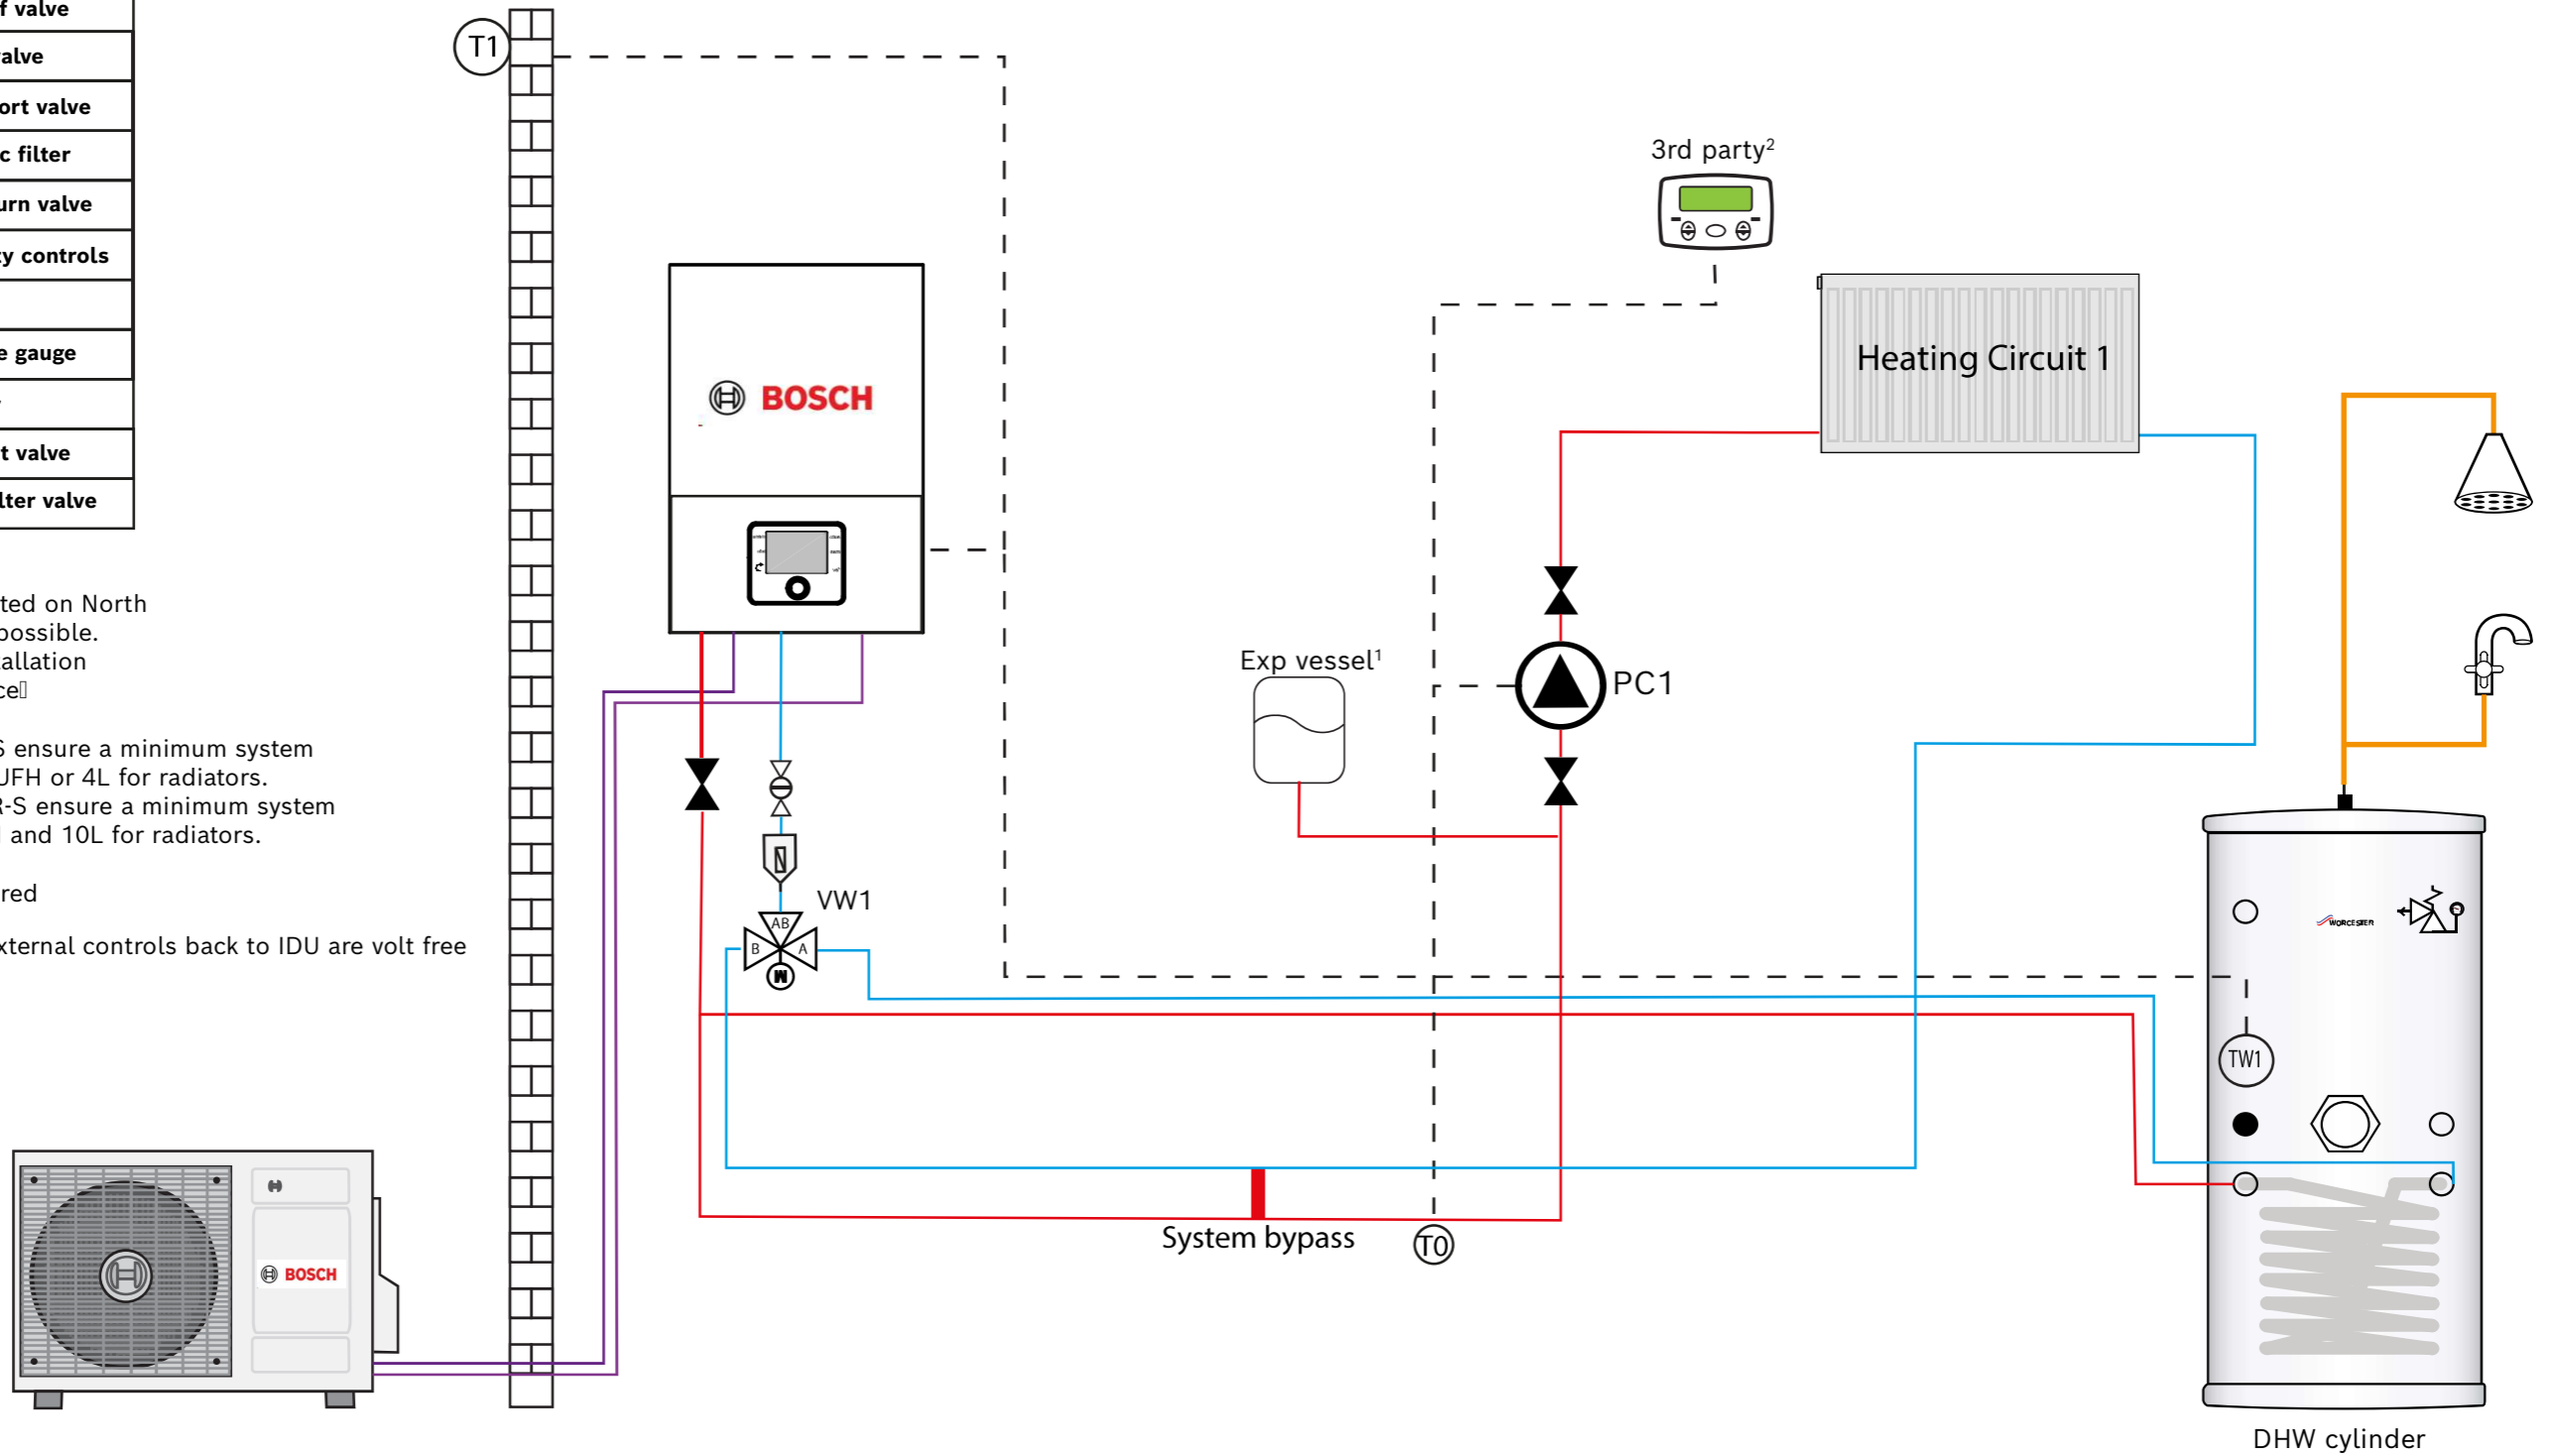 f valve
alve
ort valve
c filter
urn valve
ty controls
e gauge
t valve
lter valve
ted on North
possible.
tallation
ce
S ensure a minimum system
UFH or 4L for radiators.
R-S ensure a minimum system
and 10L for radiators.
red
xternal controls back to IDU are volt free
T1
BOSCH
3rd party²
Heating Circuit 1
Exp vessel¹
PC1
VW1
AB
B
A
M
System bypass
T0
WORCESTER
TW1
BOSCH
DHW cylinder